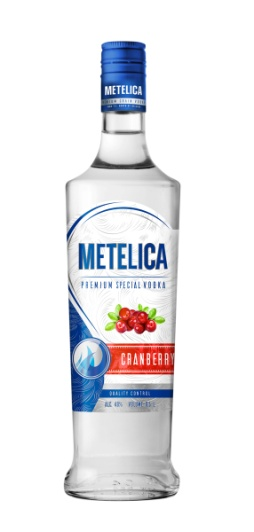 METELICA
METELICA
PREMIUM SPECIAL VODKA
CRANBERRY
QUALITY CONTROL